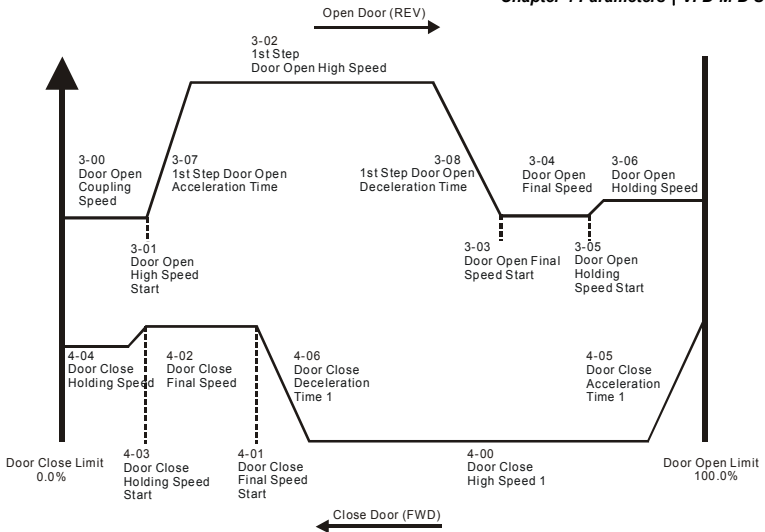 Open Door (REV)
3-02
1st Step
Door Open High Speed
3-00
Door Open
Coupling
Speed
3-07
1st Step Door Open
Acceleration Time
3-08
1st Step Door Open
Deceleration Time
3-04
Door Open
Final Speed
3-06
Door Open
Holding Speed
3-01
Door Open
High Speed
Start
3-03
Door Open Final
Speed Start
3-05
Door Open
Holding
Speed Start
4-04
Door Close
Holding Speed
4-02
Door Close
Final Speed
4-06
Door Close
Deceleration
Time 1
4-05
Door Close
Acceleration
Time 1
Door Close Limit
0.0%
4-03
Door Close
Holding Speed
Start
4-01
Door Close
Final Speed
Start
4-00
Door Close
High Speed 1
Door Open Limit
100.0%
Close Door (FWD)